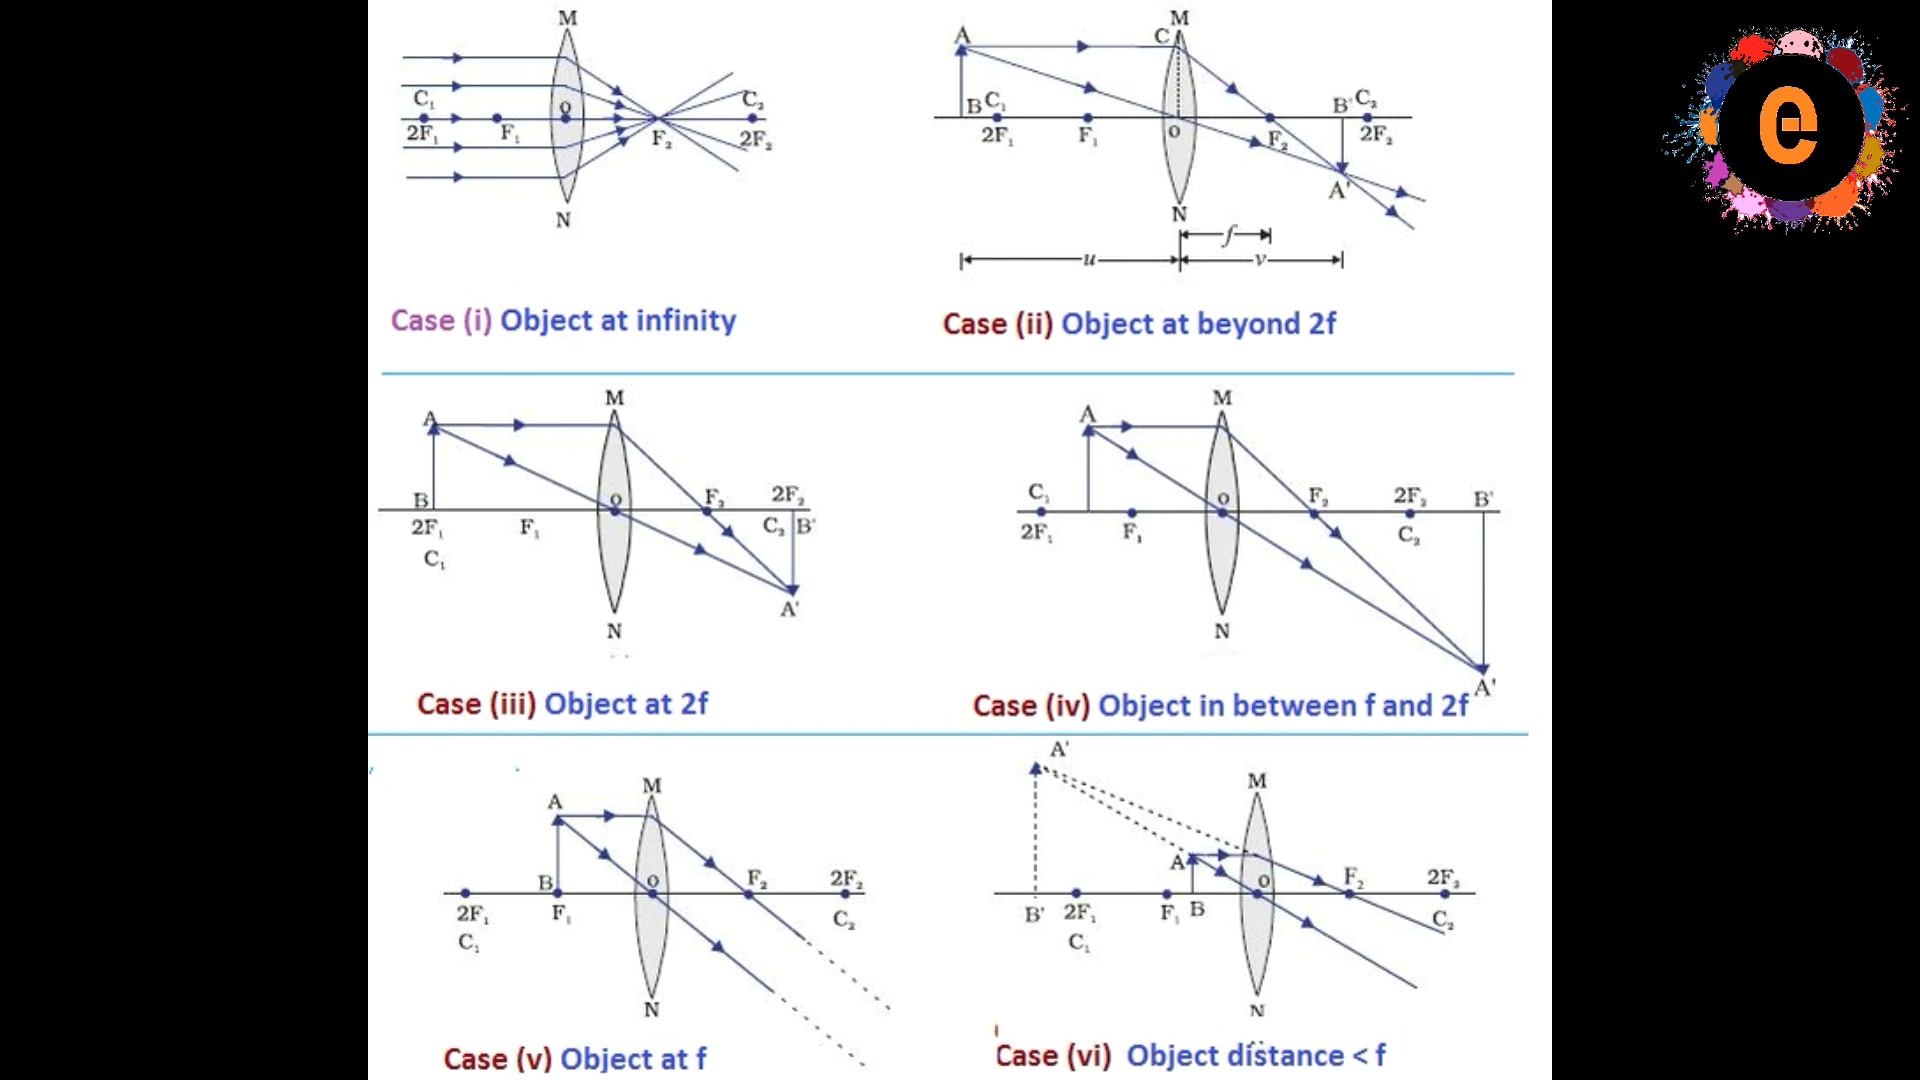 M
C₁ O C₂
2F₁ F₁ F₂ 2F₂
N
Case (i) Object at infinity
M
A C
B C₁ B' C₂
2F₁ F₁ O F₂ 2F₂
A'
N
f
u v
Case (ii) Object at beyond 2f
M
A
B O F₂ 2F₂
2F₁ F₁ C₂ B'
C₁
A'
N
Case (iii) Object at 2f
M
A
C₁ O F₂ 2F₂ B'
2F₁ F₁ C₂
N
A'
Case (iv) Object in between f and 2f
M
A
B O F₂ 2F₂
2F₁ F₁ C₂
C₁
N
Case (v) Object at f
A'
M
A O F₂ 2F₂
B' 2F₁ F₁ B C₂
C₁
N
Case (vi) Object distance < f
e